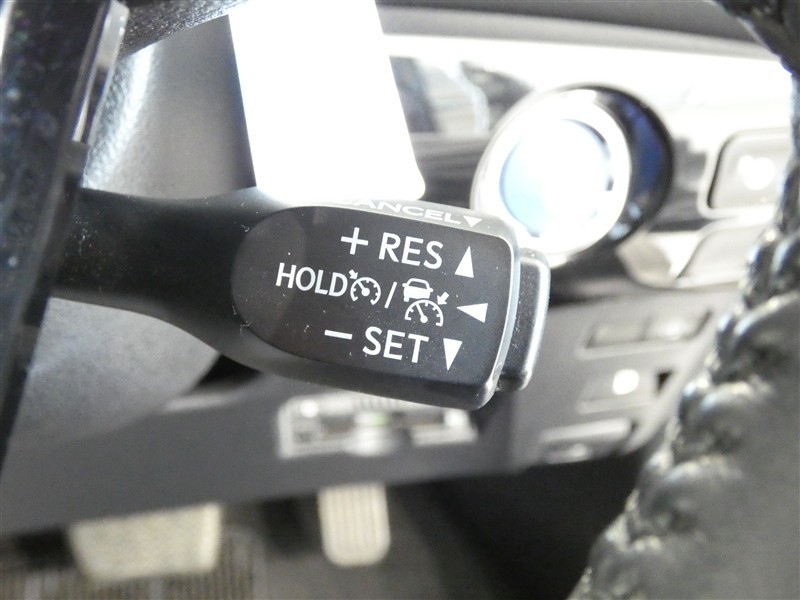 CANCEL▼
+ RES ▲
HOLD / ◀
− SET ▼